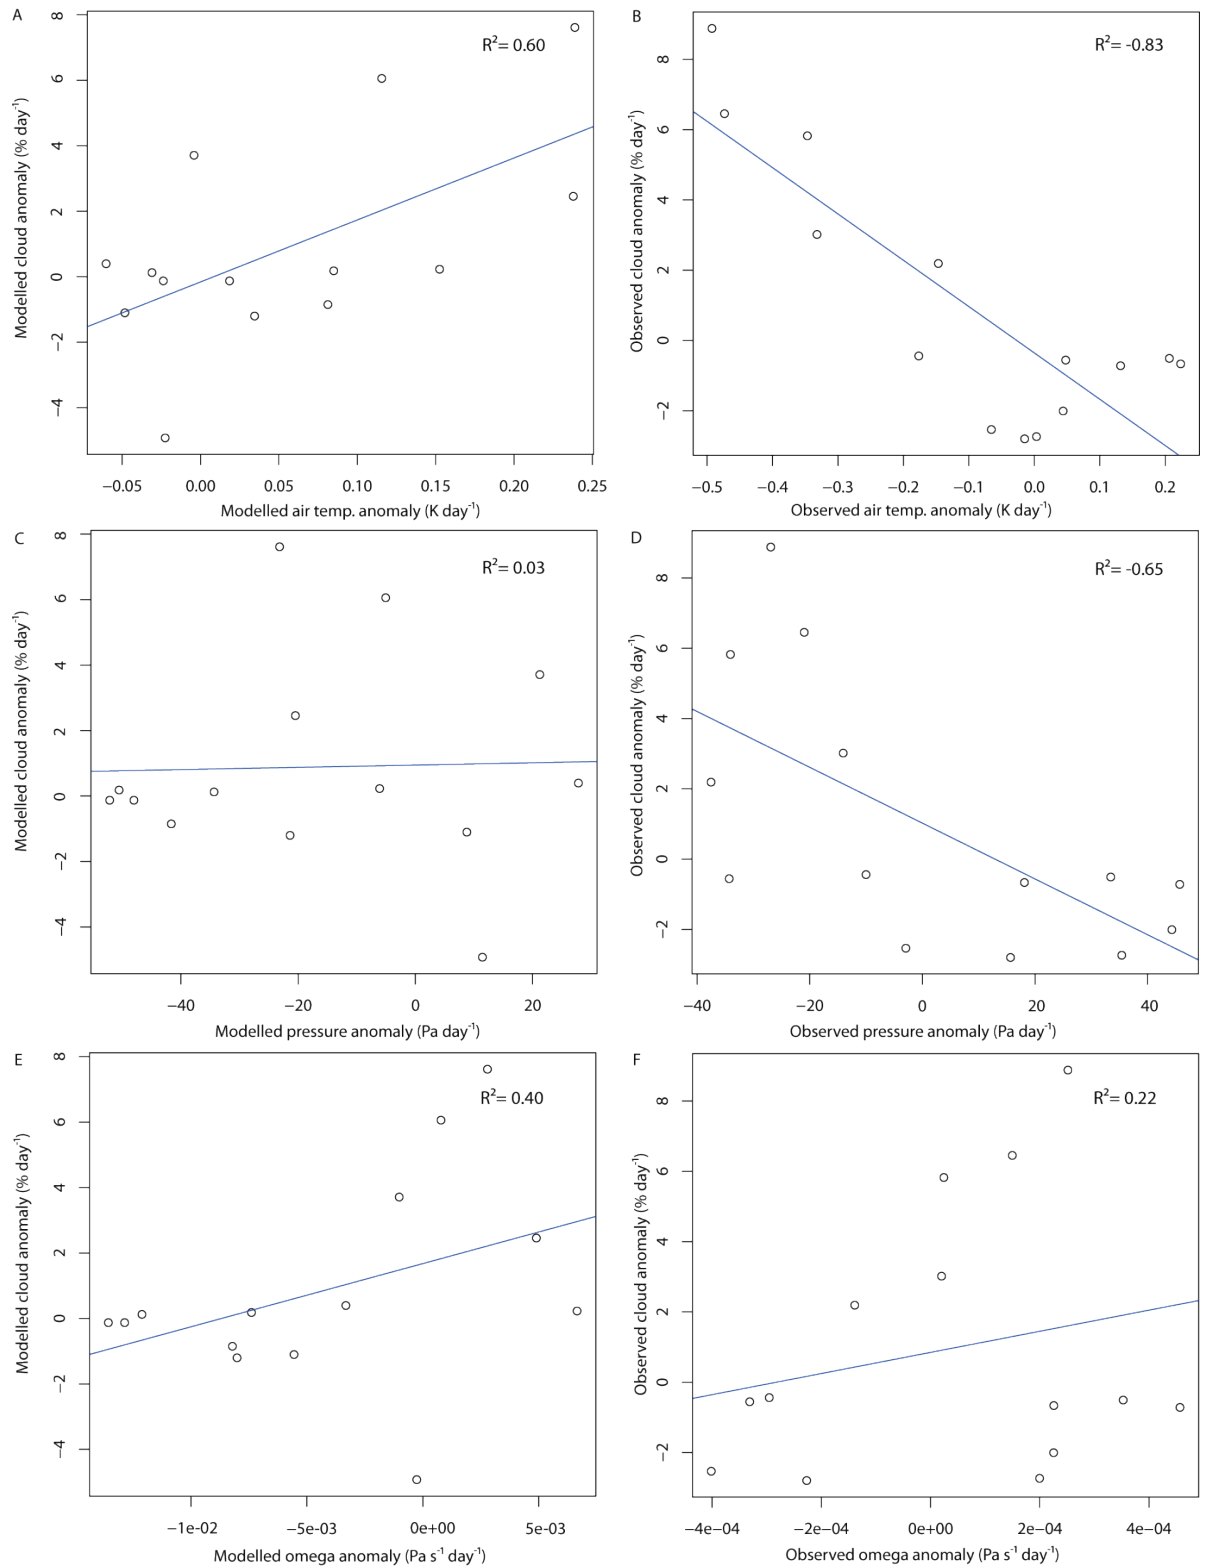 A
R²= 0.60
Modelled cloud anomaly (% day⁻¹)
8
6
4
2
0
−2
−4
−0.05 0.00 0.05 0.10 0.15 0.20 0.25
Modelled air temp. anomaly (K day⁻¹)
B
R²= -0.83
Observed cloud anomaly (% day⁻¹)
8
6
4
2
0
−2
−0.5 −0.4 −0.3 −0.2 −0.1 0.0 0.1 0.2
Observed air temp. anomaly (K day⁻¹)
C
R²= 0.03
Modelled cloud anomaly (% day⁻¹)
8
6
4
2
0
−2
−4
−40 −20 0 20
Modelled pressure anomaly (Pa day⁻¹)
D
R²= -0.65
Observed cloud anomaly (% day⁻¹)
8
6
4
2
0
−2
−40 −20 0 20 40
Observed pressure anomaly (Pa day⁻¹)
E
R²= 0.40
Modelled cloud anomaly (% day⁻¹)
8
6
4
2
0
−2
−4
−1e−02 −5e-03 0e+00 5e-03
Modelled omega anomaly (Pa s⁻¹ day⁻¹)
F
R²= 0.22
Observed cloud anomaly (% day⁻¹)
8
6
4
2
0
−2
−4e−04 −2e−04 0e+00 2e−04 4e−04
Observed omega anomaly (Pa s⁻¹ day⁻¹)